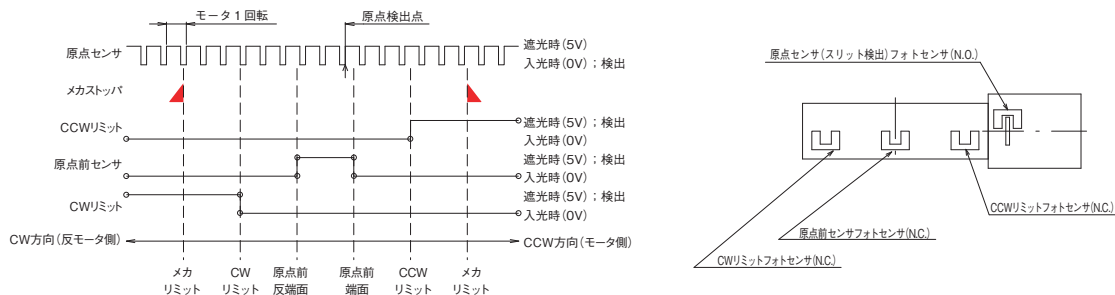 モータ1回転
原点検出点
原点センサ
遮光時(5V)
入光時(0V);検出
メカストッパ
CCWリミット
遮光時(5V);検出
入光時(0V)
原点前センサ
遮光時(5V);検出
入光時(0V)
CWリミット
遮光時(5V);検出
入光時(0V)
CW方向(反モータ側)
CCW方向(モータ側)
メカ
リミット
CW
リミット
原点前
反端面
原点前
端面
CCW
リミット
メカ
リミット
原点センサ(スリット検出)フォトセンサ(N.O.)
CCWリミットフォトセンサ(N.C.)
原点前センサフォトセンサ(N.C.)
CWリミットフォトセンサ(N.C.)